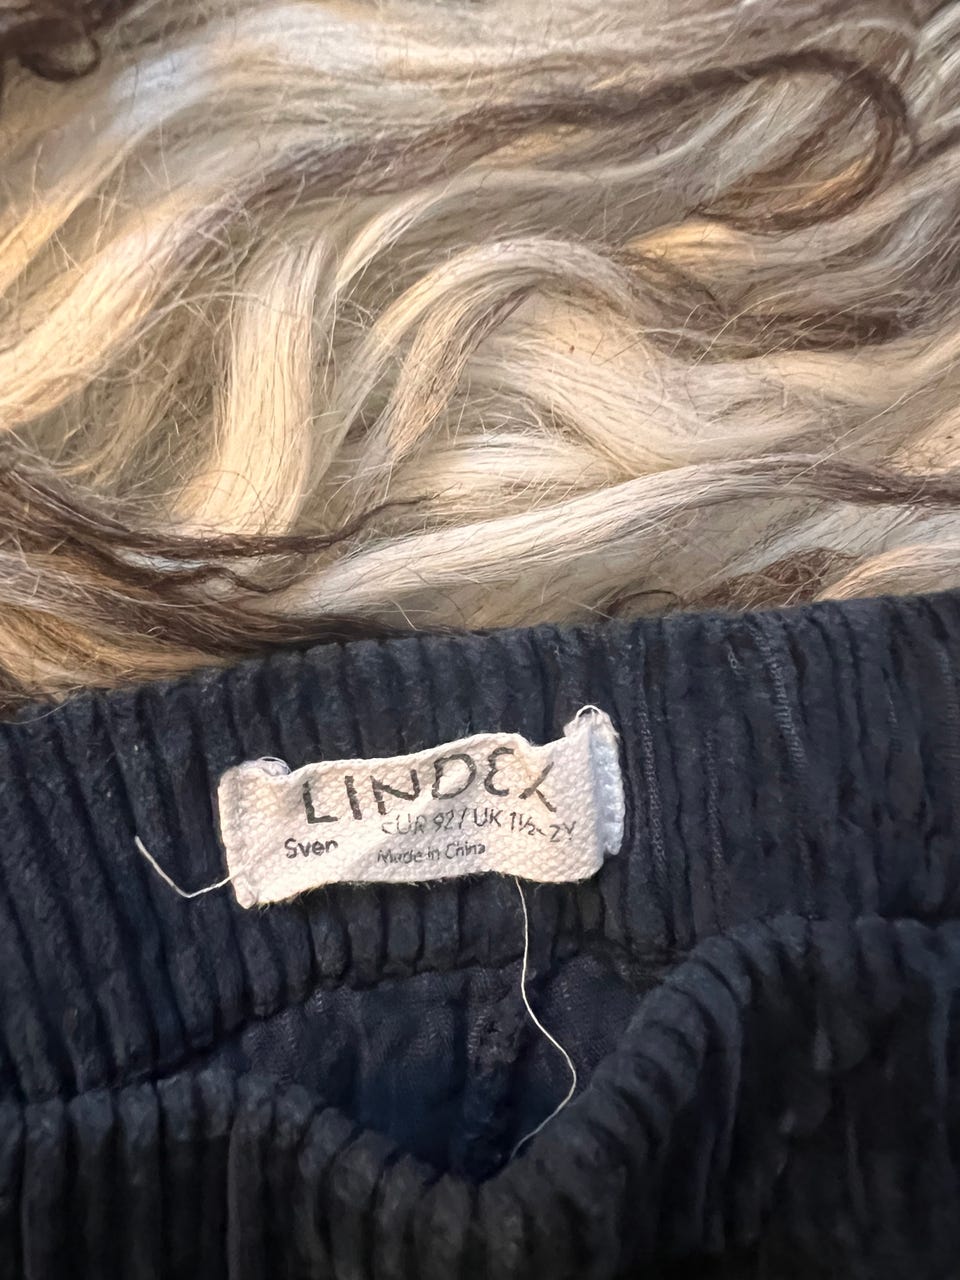 LINDEX
EUR 92 / UK 1½-2Y
Sven Made in China